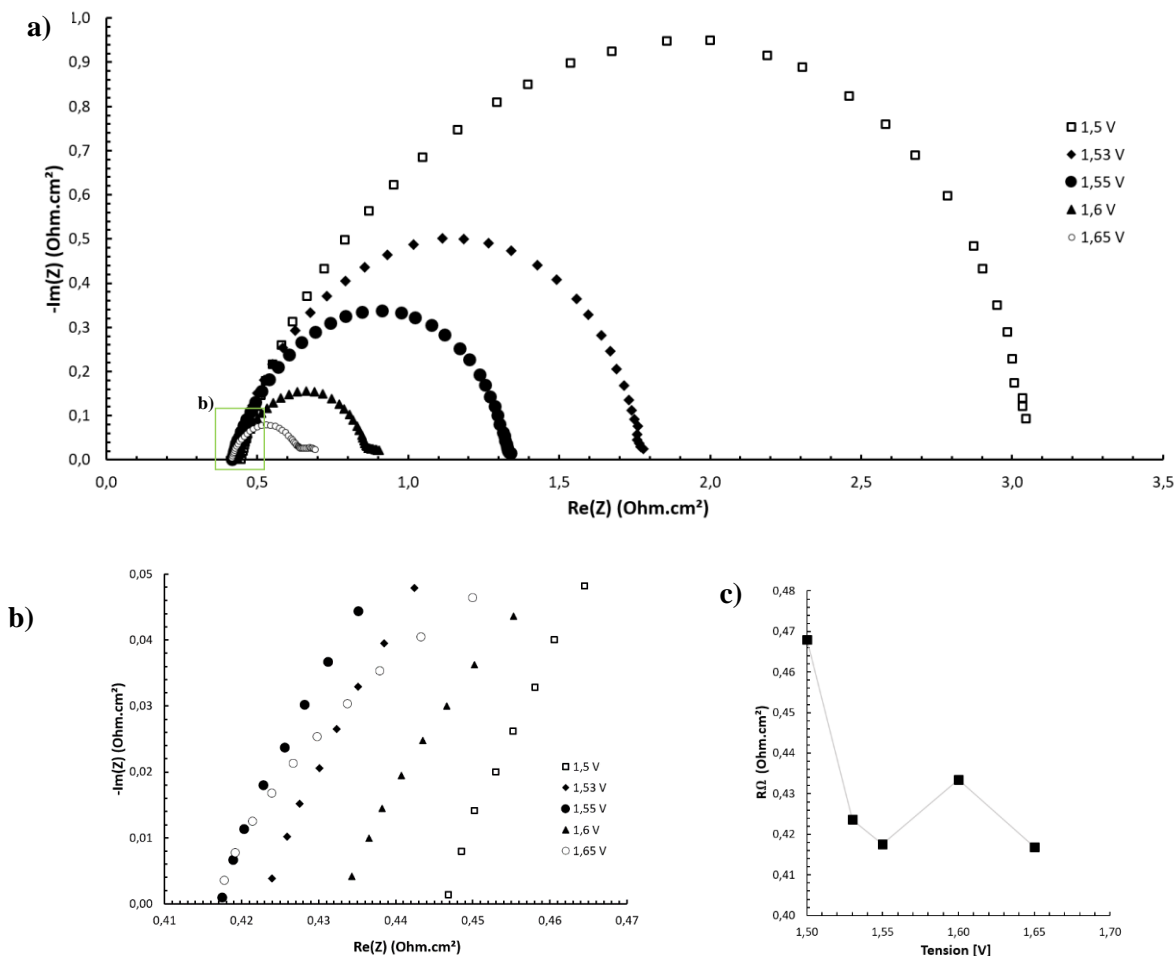 a)
1,0
0,9
0,8
0,7
0,6
0,5
0,4
0,3
0,2
0,1
0,0
-Im(Z) (Ohm.cm²)
1,5 V
1,53 V
1,55 V
1,6 V
1,65 V
b)
0,0
0,5
1,0
1,5
2,0
2,5
3,0
3,5
Re(Z) (Ohm.cm²)
b)
0,05
0,04
0,03
0,02
0,01
0,00
-Im(Z) (Ohm.cm²)
1,5 V
1,53 V
1,55 V
1,6 V
1,65 V
0,41
0,42
0,43
0,44
0,45
0,46
0,47
Re(Z) (Ohm.cm²)
c)
0,48
0,47
0,46
0,45
0,44
0,43
0,42
0,41
0,40
RΩ (Ohm.cm²)
1,50
1,55
1,60
1,65
1,70
Tension [V]